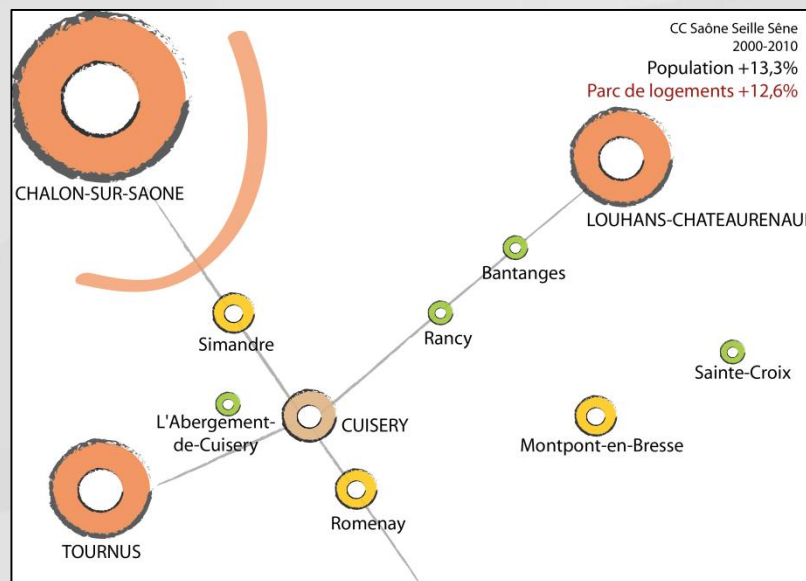 CC Saône Seille Sêne
2000-2010
Population +13,3%
Parc de logements +12,6%
CHALON-SUR-SAONE
LOUHANS-CHATEAURENAU
Bantanges
Rancy
Simandre
Sainte-Croix
L'Abergement-
de-Cuisery
CUISERY
Montpont-en-Bresse
Romenay
TOURNUS